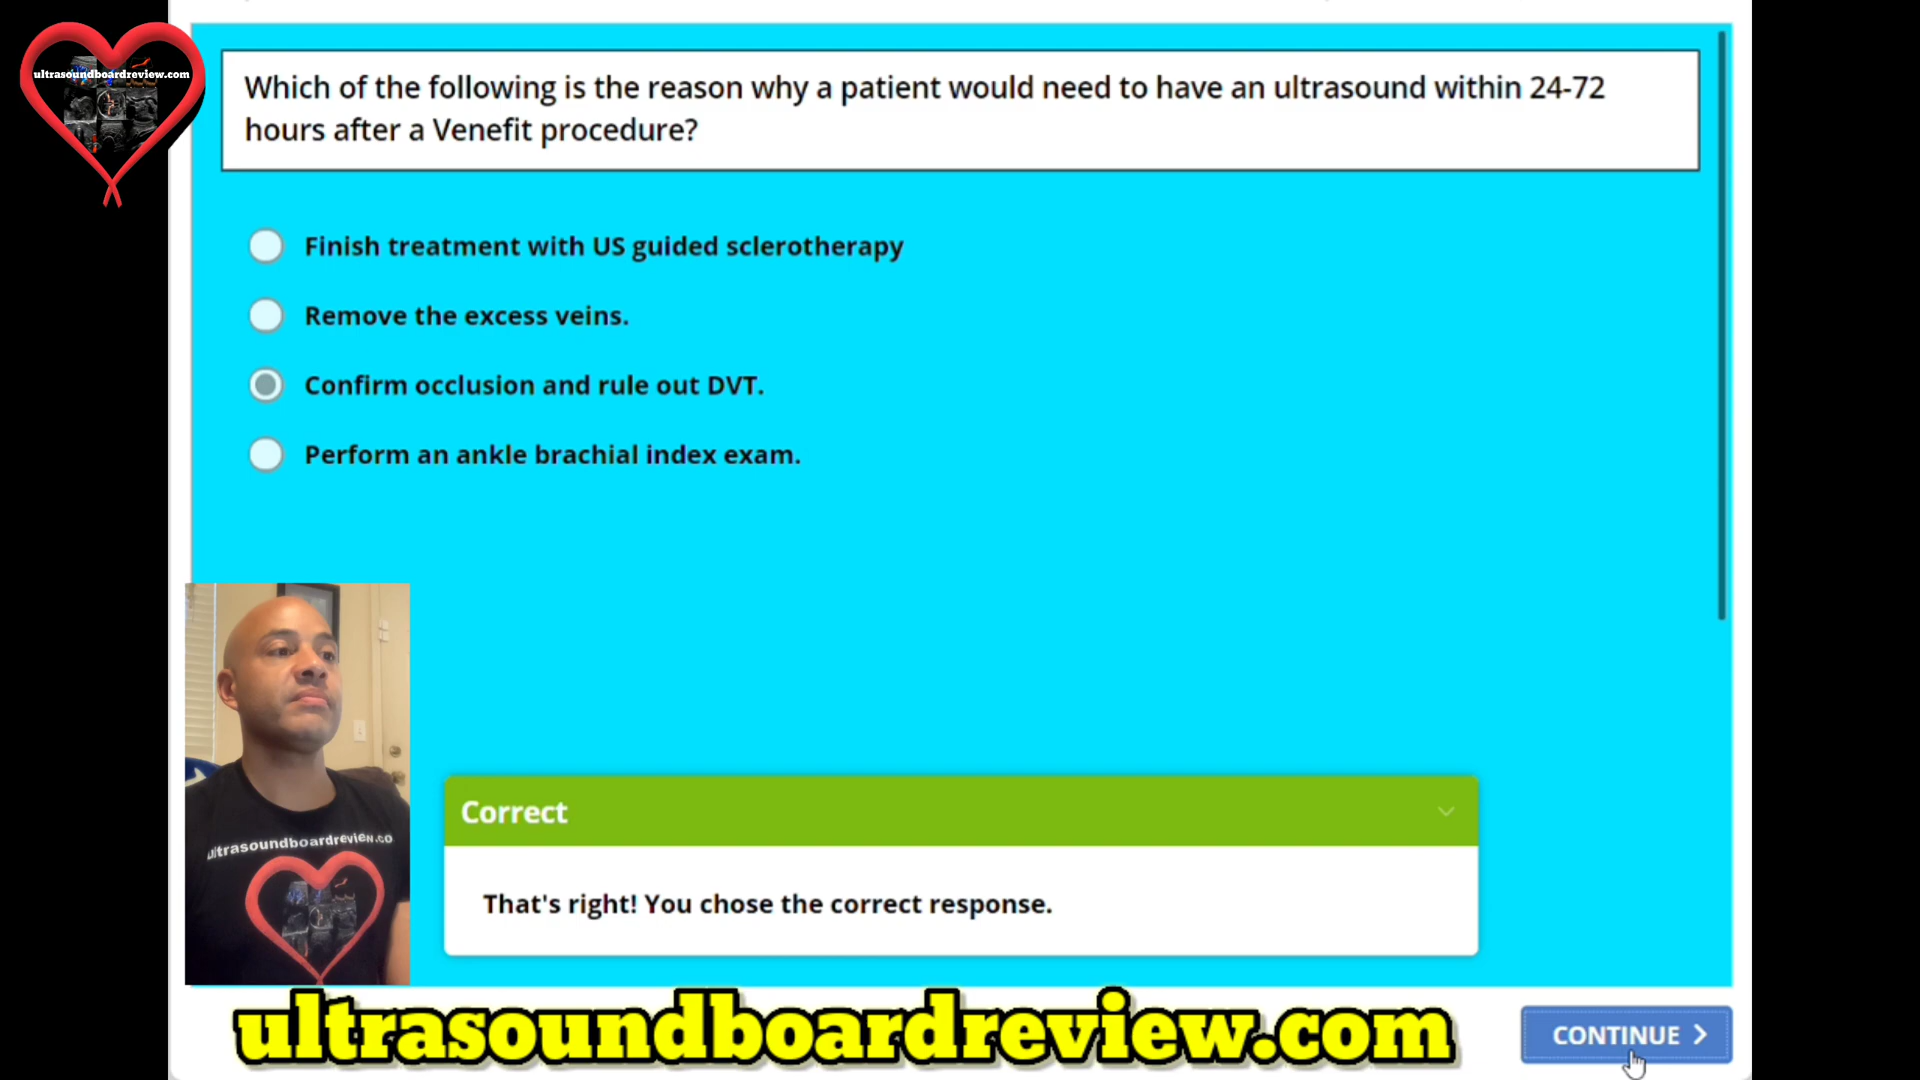 ultrasoundboardreview.com
Which of the following is the reason why a patient would need to have an ultrasound within 24-72
hours after a Venefit procedure?
Finish treatment with US guided sclerotherapy
Remove the excess veins.
Confirm occlusion and rule out DVT.
Perform an ankle brachial index exam.
ultrasoundboardreview.co
Correct
That's right! You chose the correct response.
ultrasoundboardreview.com
CONTINUE